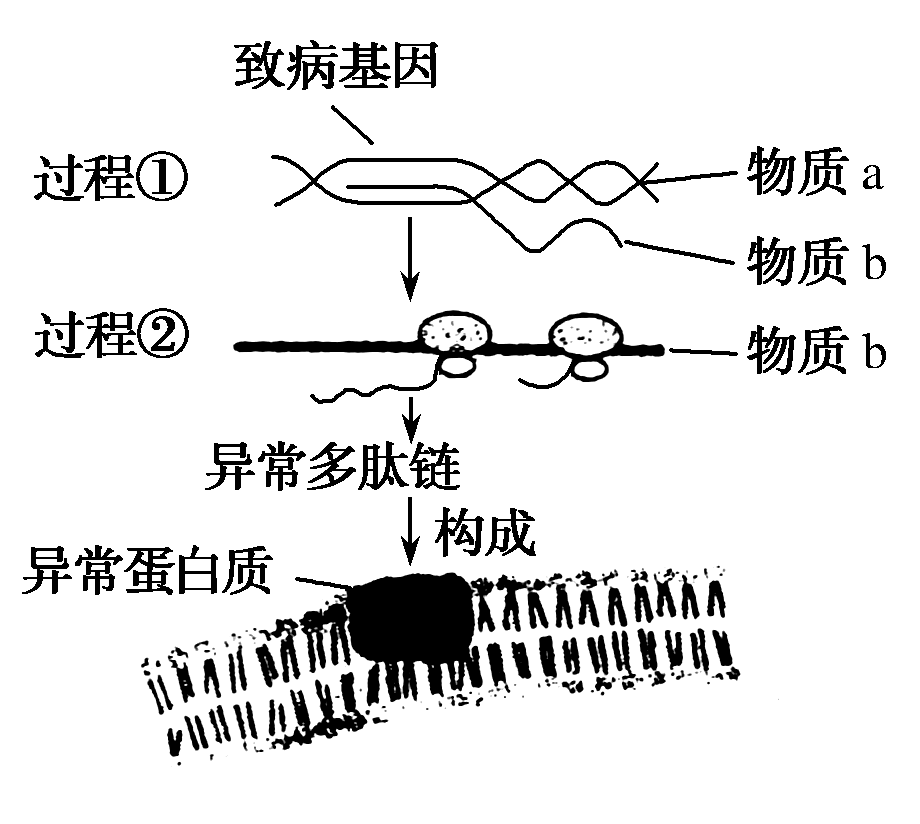 致病基因
过程①
物质 a
物质 b
过程②
物质 b
异常多肽链
构成
异常蛋白质